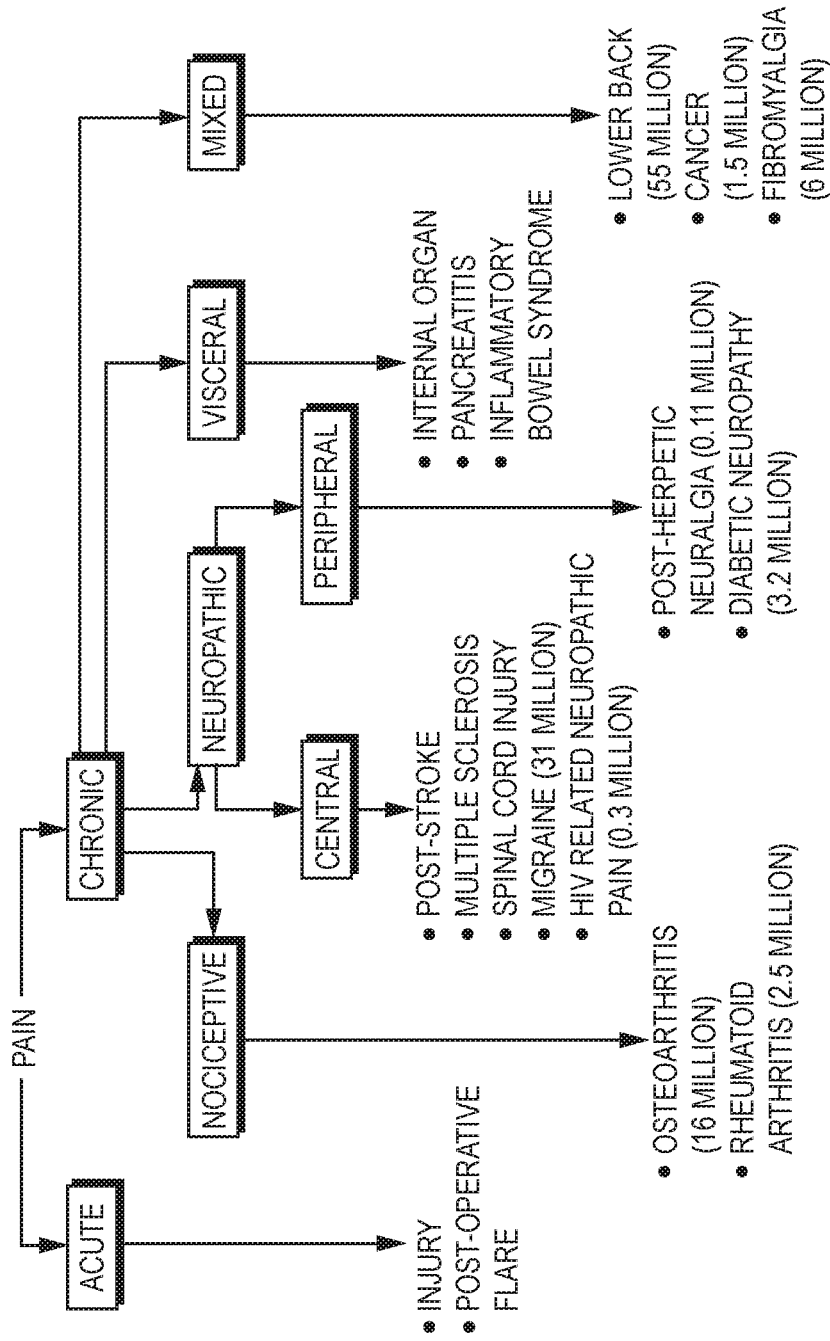 PAIN
ACUTE
CHRONIC
NOCICEPTIVE
NEUROPATHIC
VISCERAL
MIXED
CENTRAL
PERIPHERAL
• INJURY
• POST-OPERATIVE
FLARE
• OSTEOARTHRITIS
(16 MILLION)
• RHEUMATOID
ARTHRITIS (2.5 MILLION)
• POST-STROKE
• MULTIPLE SCLEROSIS
• SPINAL CORD INJURY
• MIGRAINE (31 MILLION)
• HIV RELATED NEUROPATHIC
PAIN (0.3 MILLION)
• POST-HERPETIC
NEURALGIA (0.11 MILLION)
• DIABETIC NEUROPATHY
(3.2 MILLION)
• INTERNAL ORGAN
• PANCREATITIS
• INFLAMMATORY
BOWEL SYNDROME
• LOWER BACK
(55 MILLION)
• CANCER
(1.5 MILLION)
• FIBROMYALGIA
(6 MILLION)